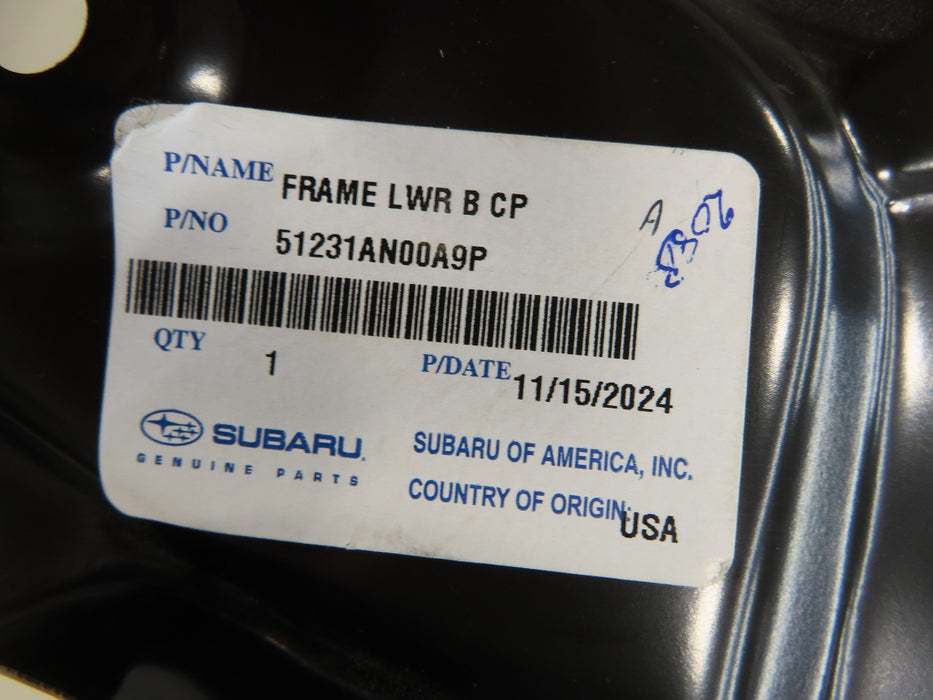 P/NAME FRAME LWR B CP
P/NO 51231AN00A9P
A
QTY 1 P/DATE 11/15/2024
SUBARU.
GENUINE PARTS
SUBARU OF AMERICA, INC.
COUNTRY OF ORIGIN: USA